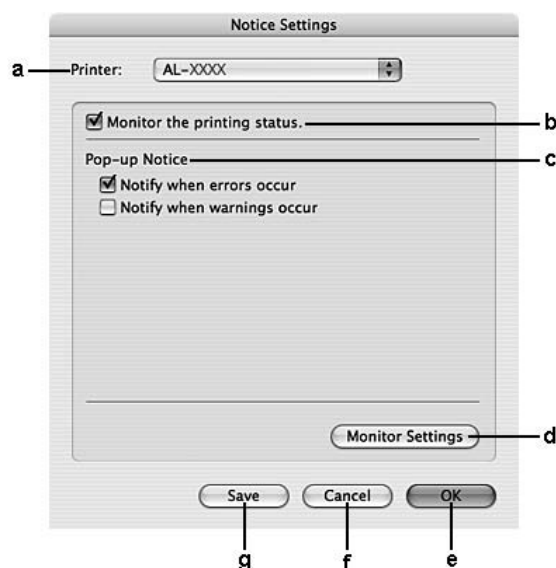 Notice Settings
a Printer: AL-XXXX
Monitor the printing status. b
Pop-up Notice c
Notify when errors occur
Notify when warnings occur
Monitor Settings d
Save Cancel OK
g f e